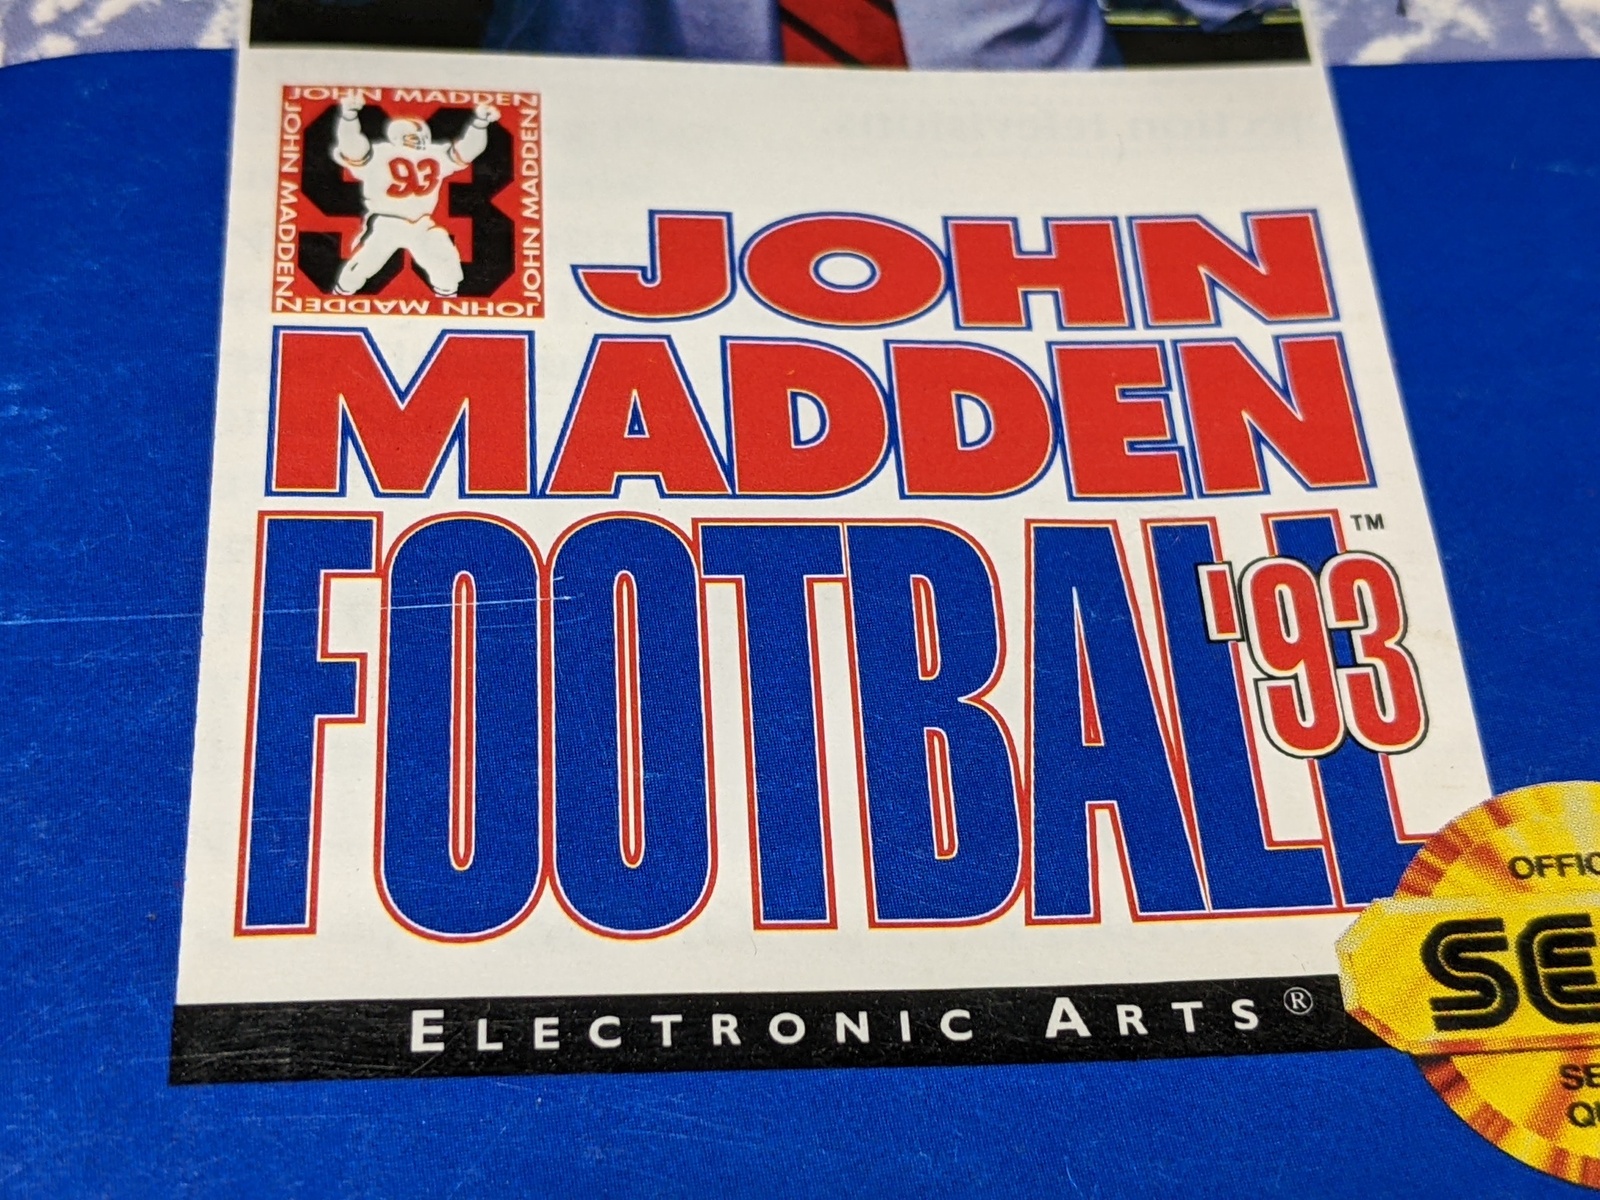 JOHN MADDEN
JOHN MADDEN
JOHN MADDEN
JOHN MADDEN
93
93
JOHN
MADDEN
FOOTBALL™
'93
ELECTRONIC ARTS®